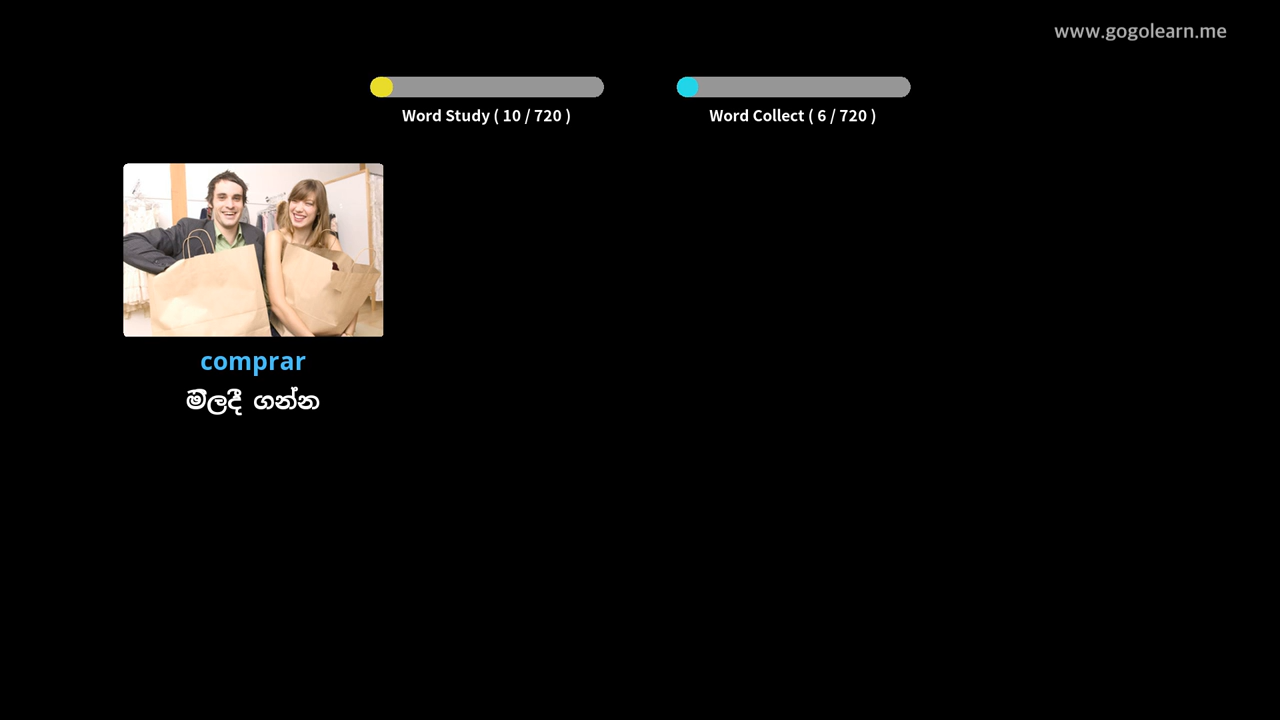 www.gogolearn.me
Word Study ( 10 / 720 )
Word Collect ( 6 / 720 )
comprar
මිලදී ගන්න